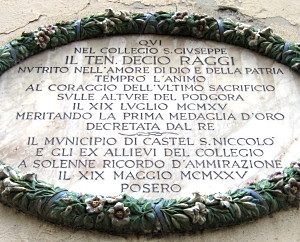 QVI
NEL COLLEGIO S. GIVSEPPE
IL TEN. DECIO RAGGI
NVTRITO NELL'AMORE DI DIO E DELLA PATRIA
TEMPRO L'ANIMO
AL CORAGGIO DELL'VLTIMO SACRIFICIO
SVLLE ALTVRE DEL PODGORA
IL XIX LVGLIO MCMXV
MERITANDO LA PRIMA MEDAGLIA D'ORO
DECRETATA DAL RE
IL MVNICIPIO DI CASTEL S. NICCOLO'
E GLI EX ALLIEVI DEL COLLEGIO
A SOLENNE RICORDO D'AMMIRAZIONE
IL XIX MAGGIO MCMXXV
POSERO